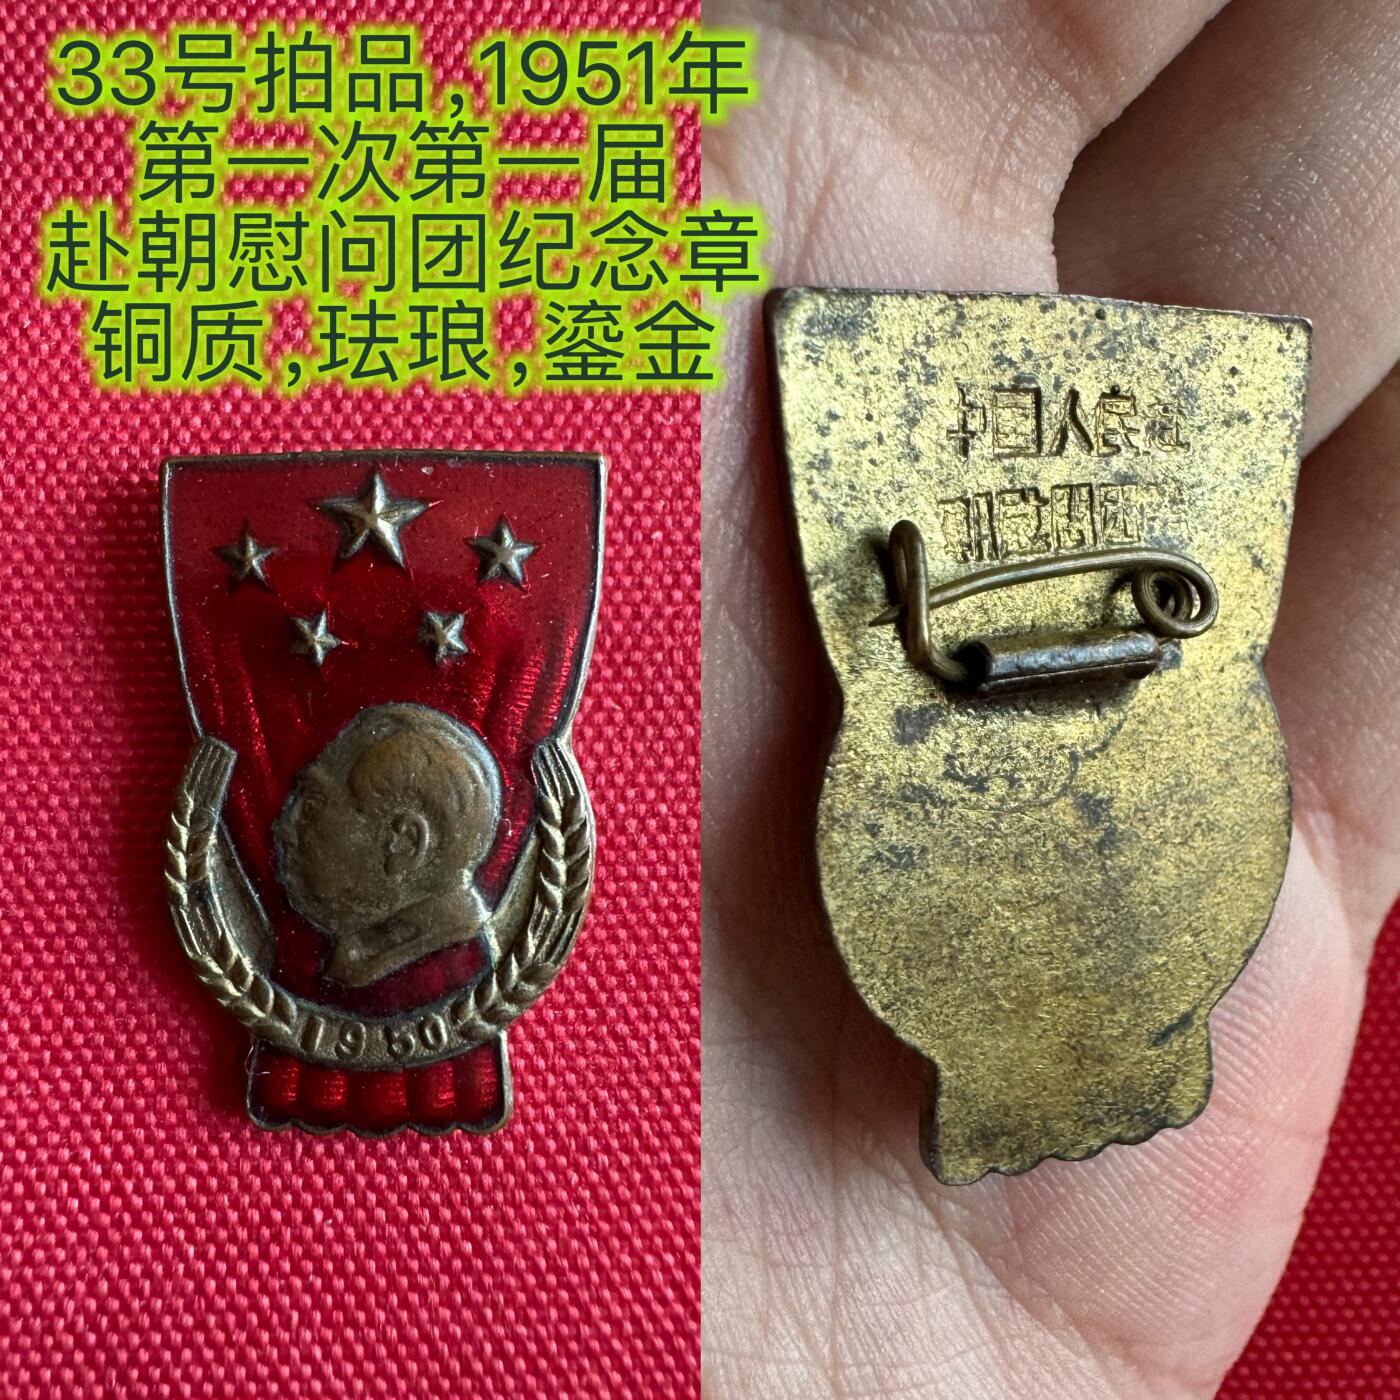 33号拍品,1951年
第一次第一届
赴朝慰问团纪念章
铜质,珐琅,鎏金
1950
中国人民赴
朝慰问团